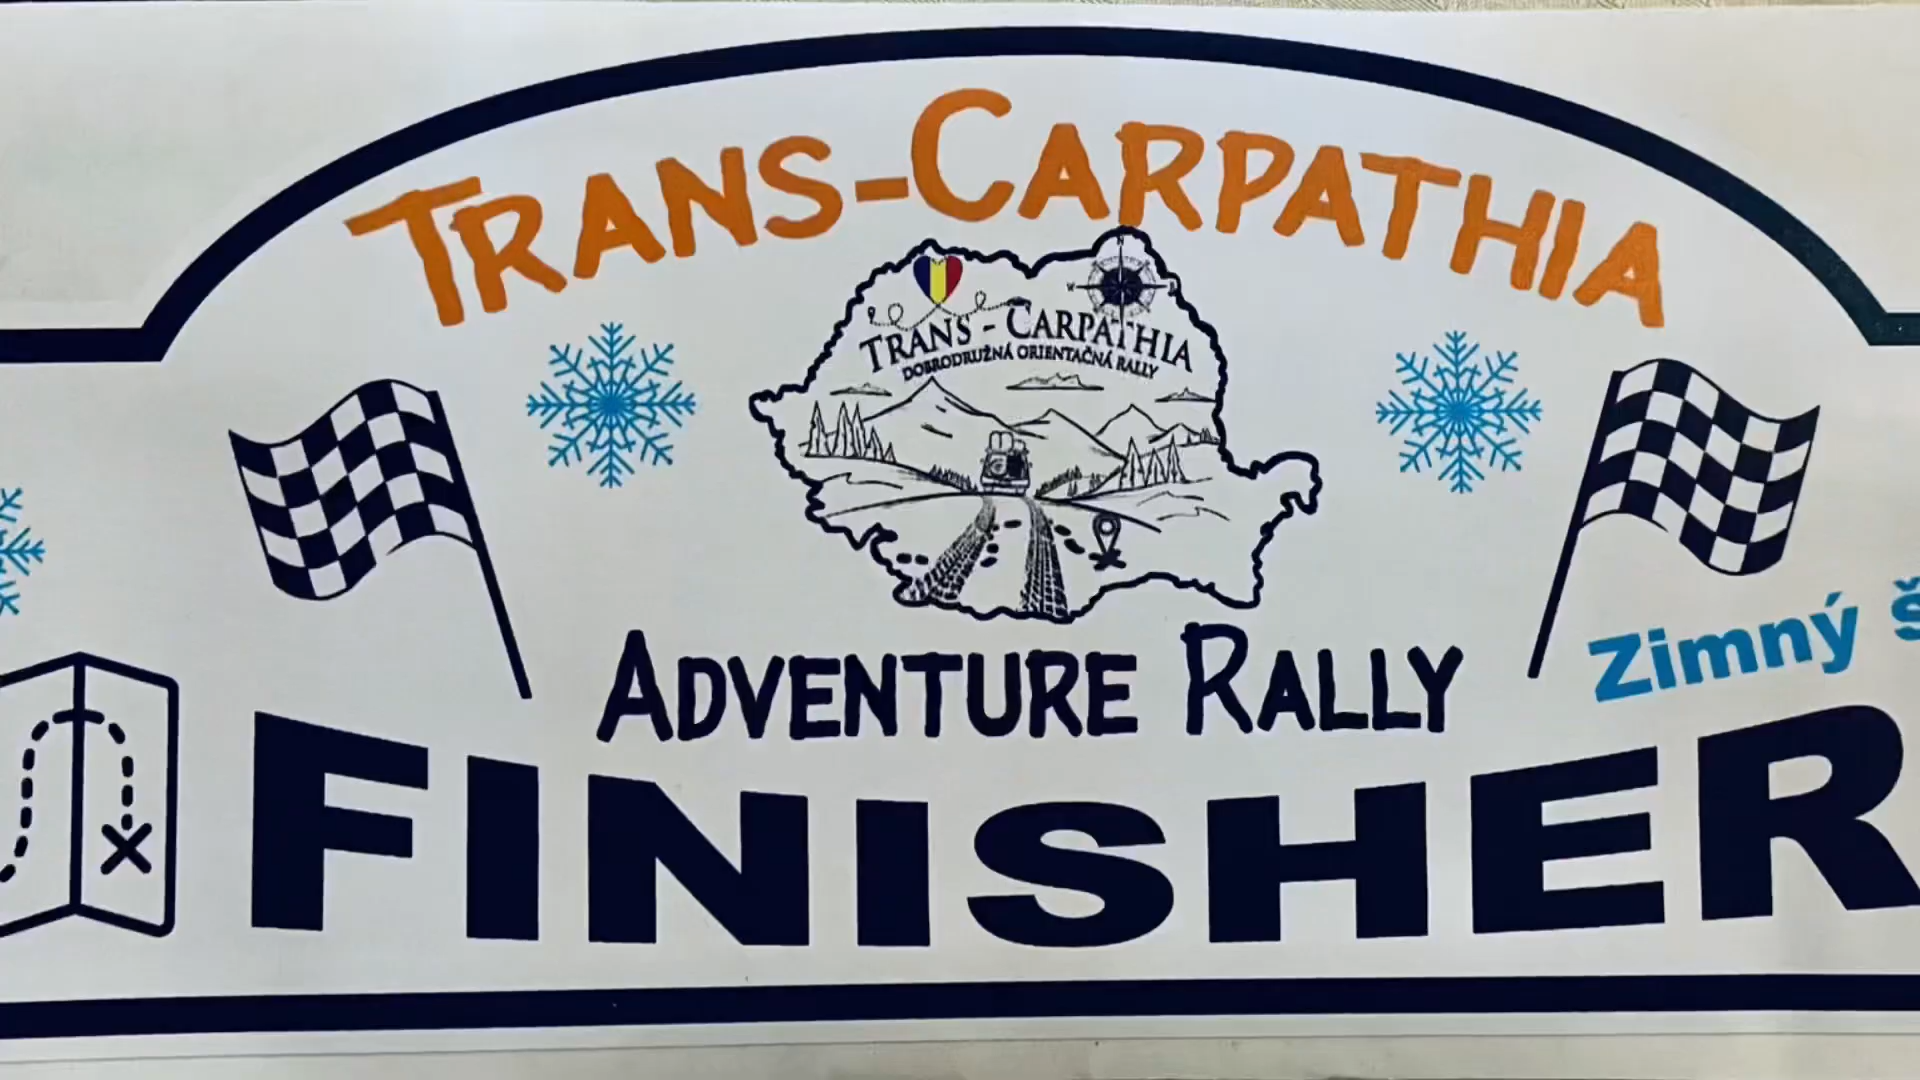 TRANS-CARPATHIA
TRANS - CARPATHIA
DOBRODRUŽNÁ ORIENTAČNÁ RALLY
ADVENTURE RALLY
Zimný
FINISHER